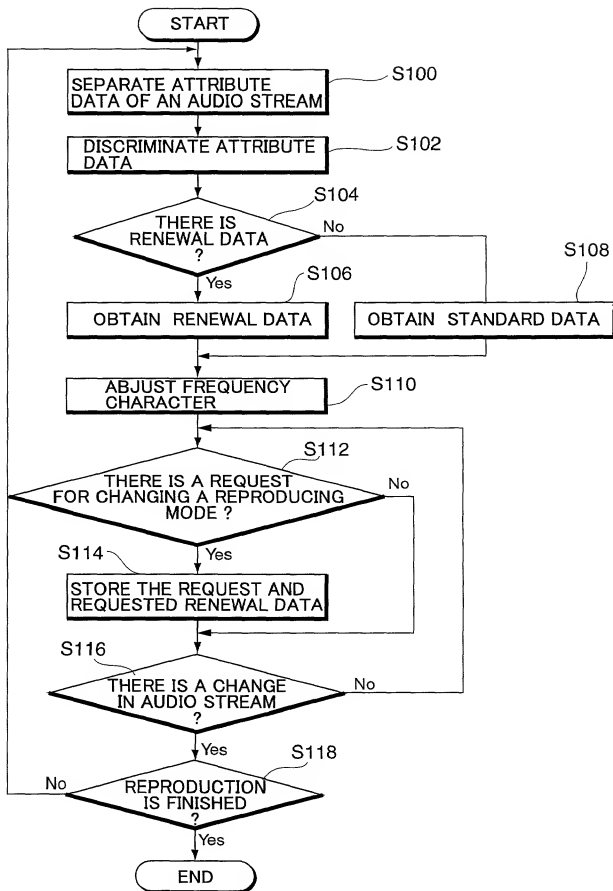 START
SEPARATE ATTRIBUTE
DATA OF AN AUDIO STREAM
S100
DISCRIMINATE ATTRIBUTE
DATA
S102
S104
THERE IS
RENEWAL DATA
?
No
Yes
S106
S108
OBTAIN RENEWAL DATA
OBTAIN STANDARD DATA
ABJUST FREQUENCY
CHARACTER
S110
S112
THERE IS A REQUEST
FOR CHANGING A REPRODUCING
MODE ?
No
Yes
S114
STORE THE REQUEST AND
REQUESTED RENEWAL DATA
S116
THERE IS A CHANGE
IN AUDIO STREAM
?
No
Yes
S118
No
REPRODUCTION
IS FINISHED
?
Yes
END